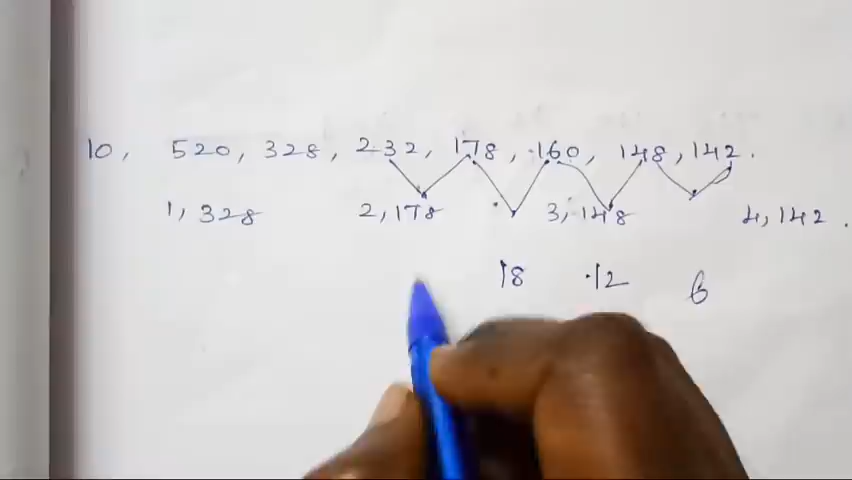 10, 520, 328, 232, 178, 160, 148, 142.
1, 328 2, 178 3, 148 4, 142.
18 12 6